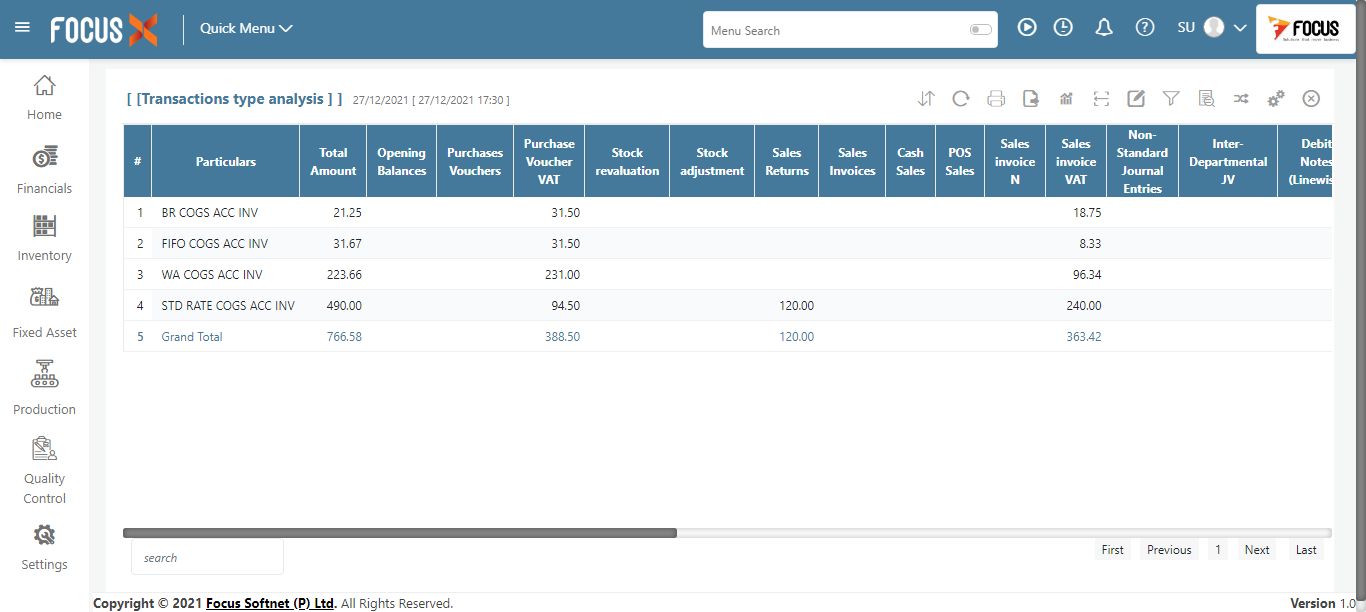 FOCUS X Quick Menu Menu Search SU FOCUS
[ [Transactions type analysis ] ] 27/12/2021 [ 27/12/2021 17:30 ]
Home
Financials
Inventory
Fixed Asset
Production
Quality
Control
Settings
# Particulars Total Amount Opening Balances Purchases Vouchers Purchase Voucher VAT Stock revaluation Stock adjustment Sales Returns Sales Invoices Cash Sales POS Sales Sales invoice N Sales invoice VAT Non-Standard Journal Entries Inter-Departmental JV Debit Notes (Linewis
1 BR COGS ACC INV 21.25 31.50 18.75
2 FIFO COGS ACC INV 31.67 31.50 8.33
3 WA COGS ACC INV 223.66 231.00 96.34
4 STD RATE COGS ACC INV 490.00 94.50 120.00 240.00
5 Grand Total 766.58 388.50 120.00 363.42
search First Previous 1 Next Last
Copyright © 2021 Focus Softnet (P) Ltd. All Rights Reserved. Version 1.0